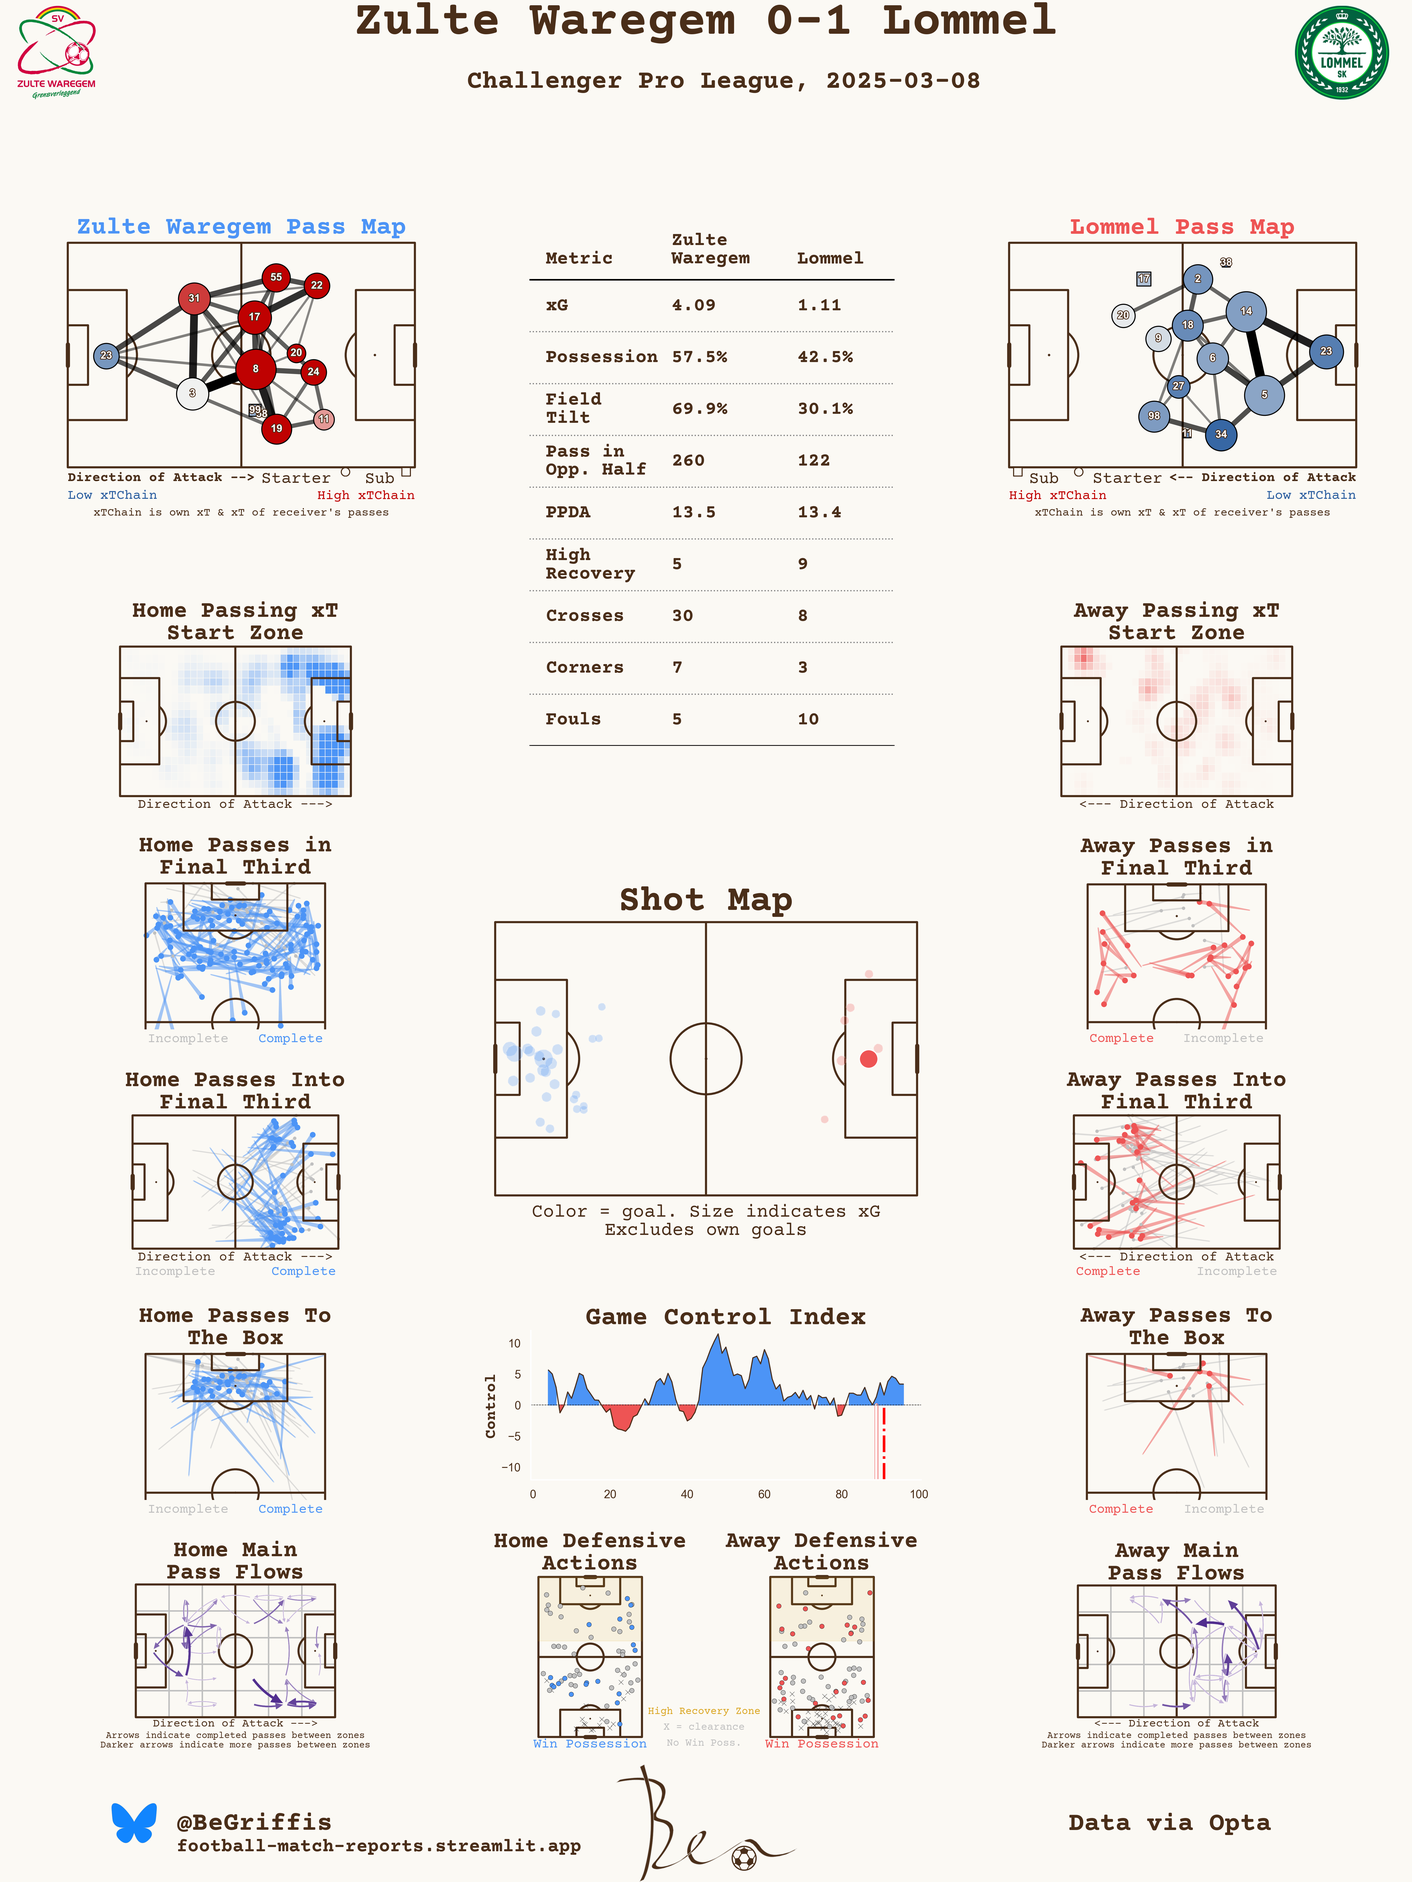 Zulte Waregem 0-1 Lommel
Challenger Pro League, 2025-03-08
SV
ZULTE WAREGEM
Grensverleggend
LOMMEL
SK
1932
Zulte Waregem Pass Map
55
22
31
17
23
20
8
24
3
99
38
11
19
Direction of Attack --> Starter Sub
Low xTChain High xTChain
xTChain is own xT & xT of receiver's passes
Metric Zulte Waregem Lommel
xG 4.09 1.11
Possession 57.5% 42.5%
Field Tilt 69.9% 30.1%
Pass in Opp. Half 260 122
PPDA 13.5 13.4
High Recovery 5 9
Crosses 30 8
Corners 7 3
Fouls 5 10
Lommel Pass Map
38
17
2
20
14
18
9
23
6
27
5
98
11
34
Sub Starter <-- Direction of Attack
High xTChain Low xTChain
xTChain is own xT & xT of receiver's passes
Home Passing xT
Start Zone
Direction of Attack --->
Away Passing xT
Start Zone
<--- Direction of Attack
Home Passes in
Final Third
Incomplete Complete
Away Passes in
Final Third
Complete Incomplete
Shot Map
Color = goal. Size indicates xG
Excludes own goals
Home Passes Into
Final Third
Direction of Attack --->
Incomplete Complete
Away Passes Into
Final Third
<--- Direction of Attack
Complete Incomplete
Home Passes To
The Box
Incomplete Complete
Game Control Index
Control
10
5
0
−5
−10
0 20 40 60 80 100
Away Passes To
The Box
Complete Incomplete
Home Main
Pass Flows
Direction of Attack --->
Arrows indicate completed passes between zones
Darker arrows indicate more passes between zones
Home Defensive
Actions
Win Possession
High Recovery Zone
X = clearance
No Win Poss.
Away Defensive
Actions
Win Possession
Away Main
Pass Flows
<--- Direction of Attack
Arrows indicate completed passes between zones
Darker arrows indicate more passes between zones
@BeGriffis
football-match-reports.streamlit.app
Ben
Data via Opta